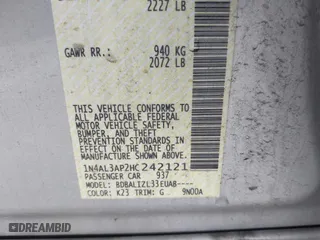 2227 LB
GAWR RR.: 940 KG
2072 LB
THIS VEHICLE CONFORMS TO ALL
APPLICABLE FEDERAL
MOTOR VEHICLE SAFETY,
BUMPER, AND THEFT
PREVENTION STANDARDS IN
EFFECT ON THE DATE OF
MANUFACTURE SHOWN ABOVE.
1N4AL3AP2HC242121
PASSENGER CAR 937
MODEL: BDBALIZL33EUA8----
COLOR: K23 TRIM: G 9N00A
DREAMBID.COM